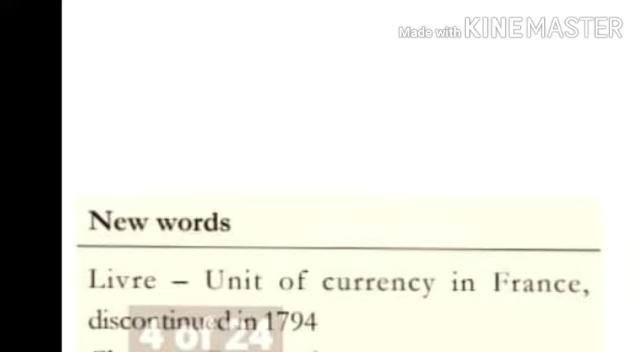 Made with KINEMASTER
New words
Livre – Unit of currency in France,
discontinued in 1794
4 of 24